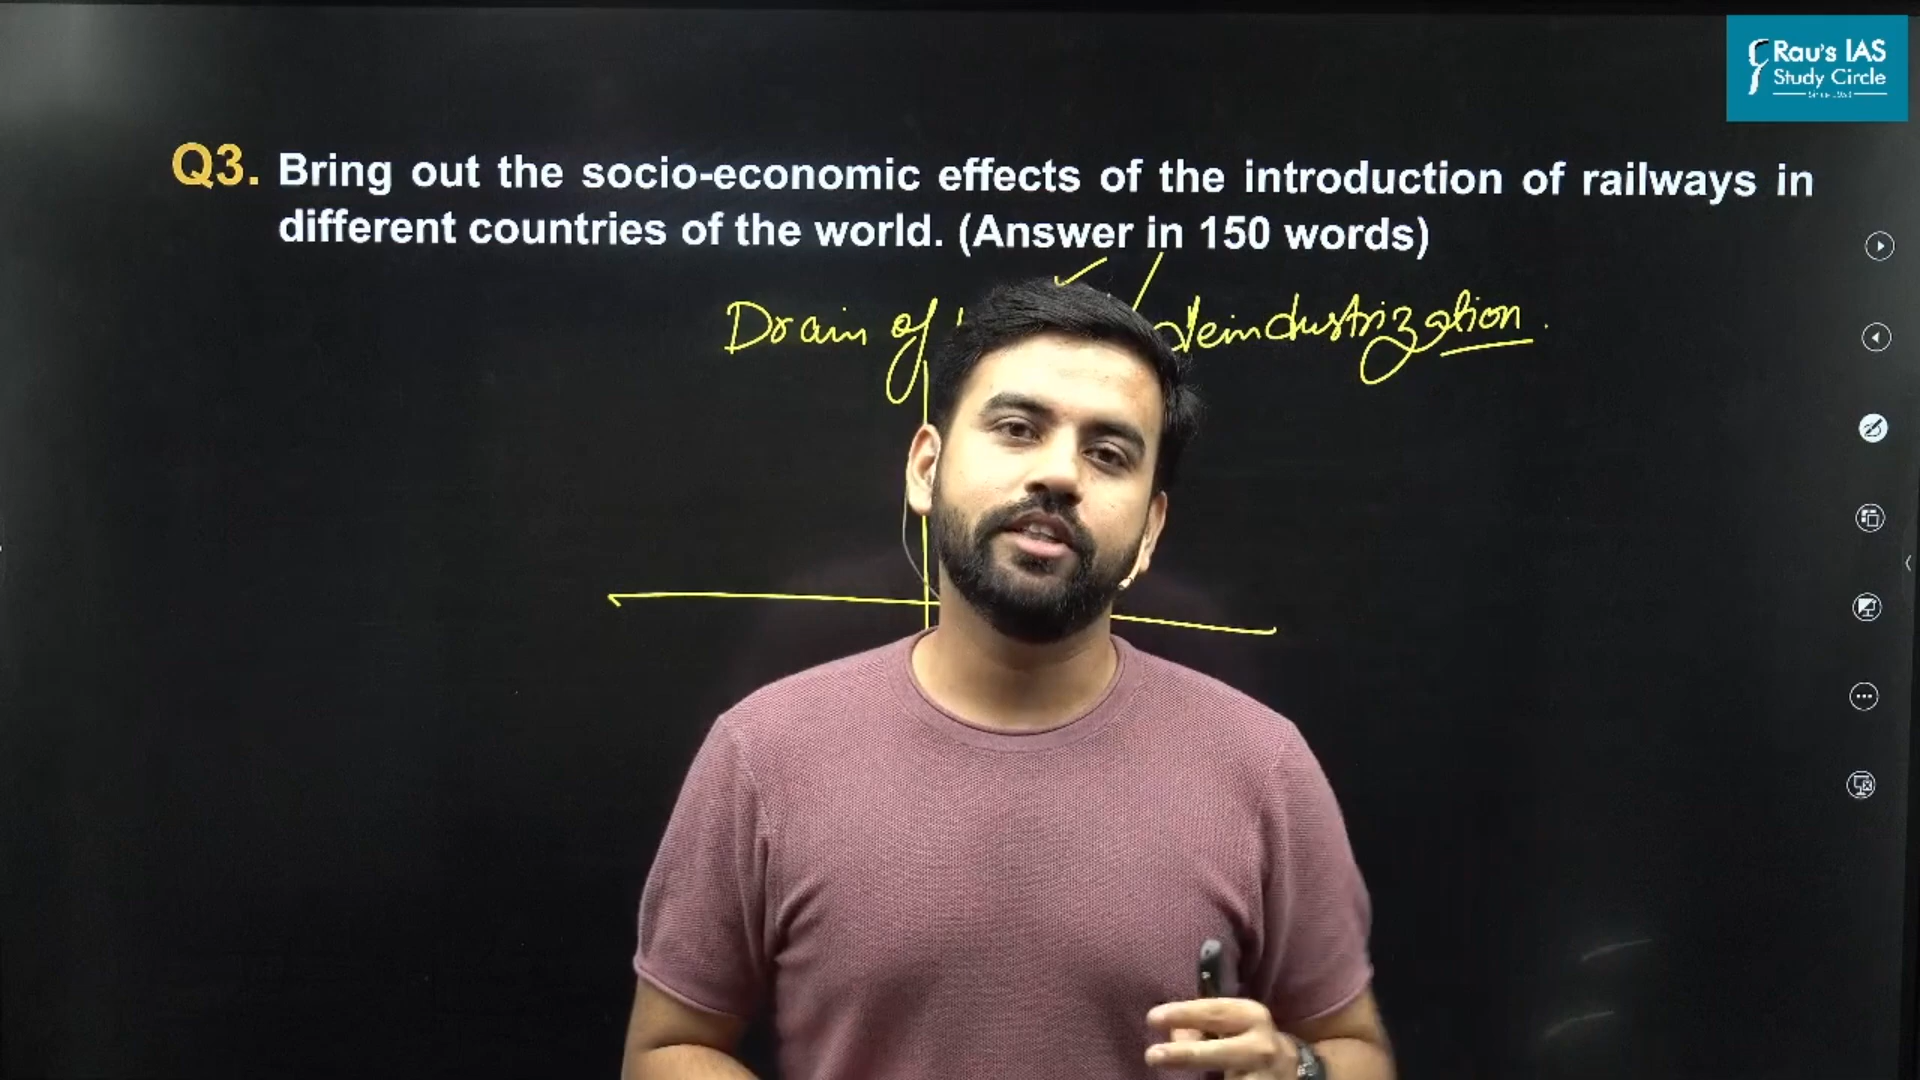 Rau's IAS
Study Circle
Q3. Bring out the socio-economic effects of the introduction of railways in
different countries of the world. (Answer in 150 words)
Drain of deindustrization.